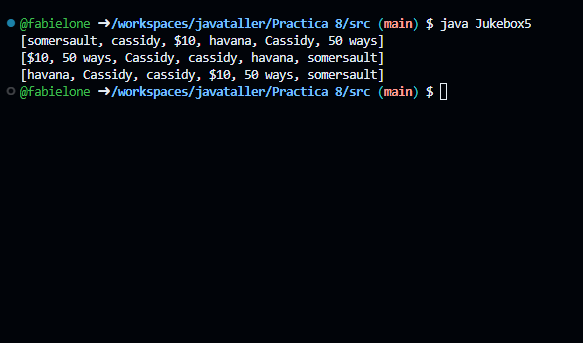 @fabielone ➜/workspaces/javataller/Practica 8/src (main) $ java Jukebox5
[somersault, cassidy, $10, havana, Cassidy, 50 ways]
[$10, 50 ways, Cassidy, cassidy, havana, somersault]
[havana, Cassidy, cassidy, $10, 50 ways, somersault]
@fabielone ➜/workspaces/javataller/Practica 8/src (main) $